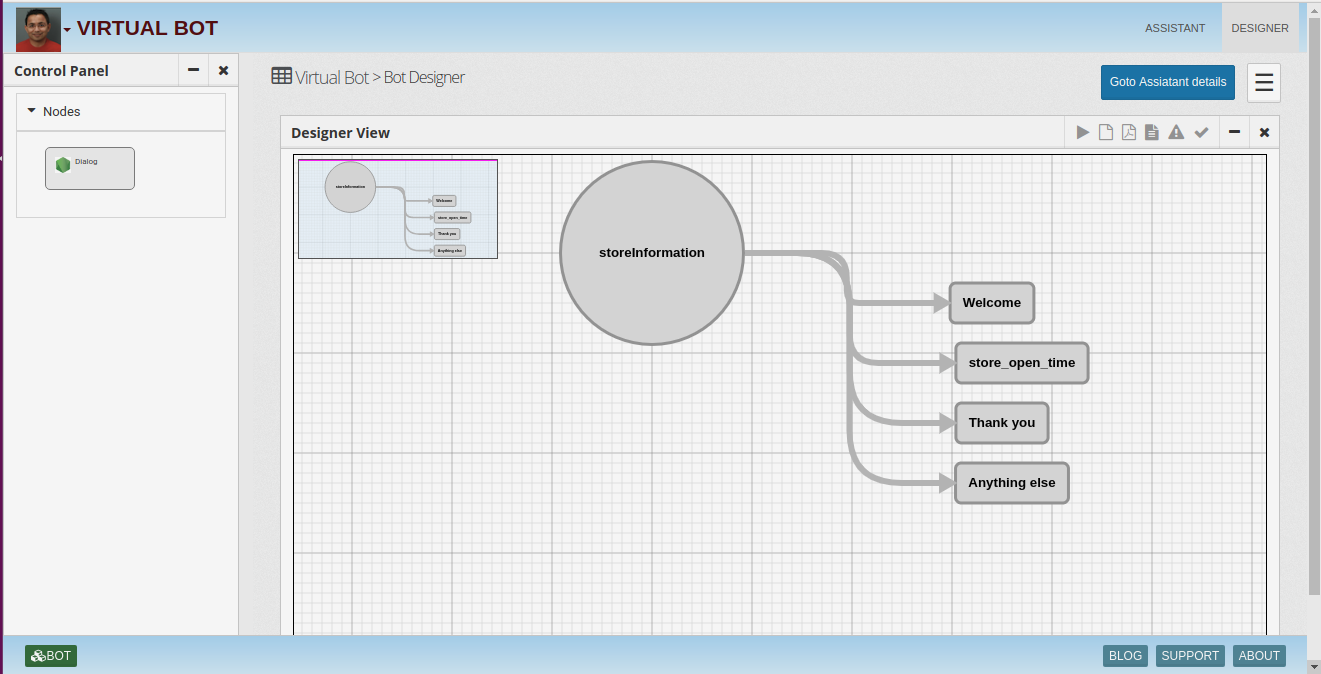 VIRTUAL BOT
ASSISTANT
DESIGNER
Control Panel
Nodes
Dialog
Virtual Bot > Bot Designer
Goto Assiatant details
Designer View
storeInformation
Welcome
store_open_time
Thank you
Anything else
storeInformation
Welcome
store_open_time
Thank you
Anything else
BOT
BLOG
SUPPORT
ABOUT